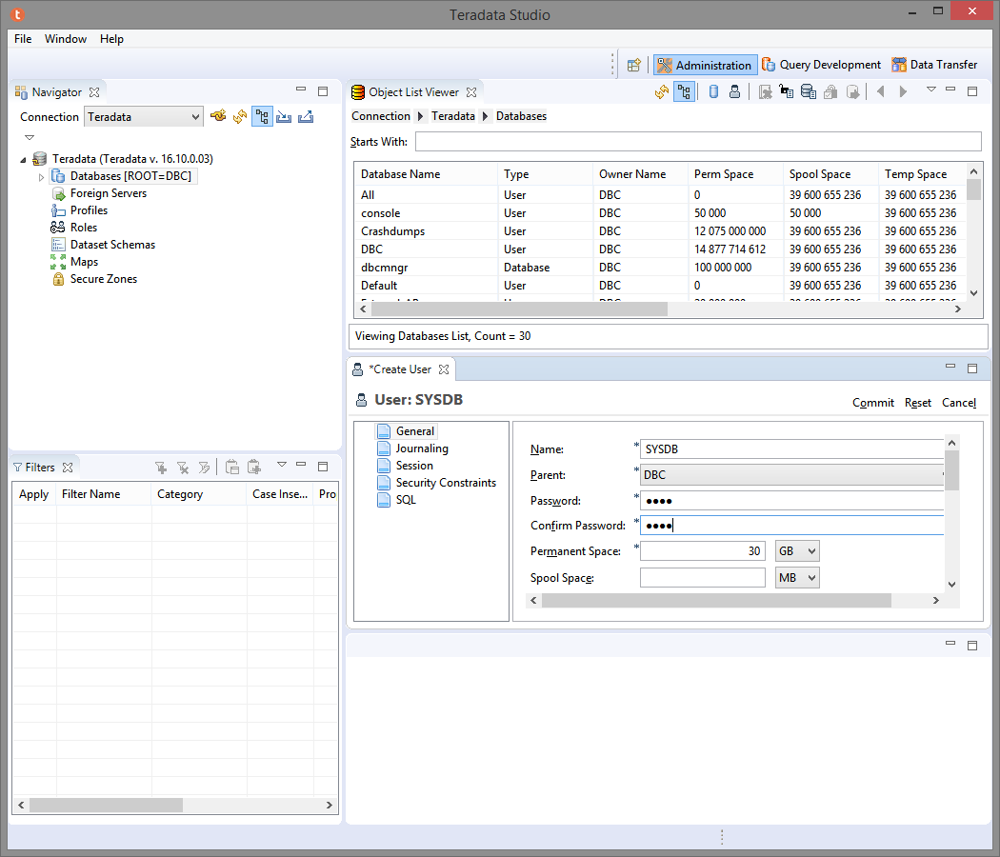 Teradata Studio
File Window Help
Administration Query Development Data Transfer
Navigator
Connection Teradata
Teradata (Teradata v. 16.10.0.03)
Databases [ROOT=DBC]
Foreign Servers
Profiles
Roles
Dataset Schemas
Maps
Secure Zones
Filters
Apply Filter Name Category Case Inse... Pro
Object List Viewer
Connection Teradata Databases
Starts With:
Database Name Type Owner Name Perm Space Spool Space Temp Space
All User DBC 0 39 600 655 236 39 600 655 236
console User DBC 50 000 50 000 39 600 655 236
Crashdumps User DBC 12 075 000 000 39 600 655 236 39 600 655 236
DBC User DBC 14 877 714 612 39 600 655 236 39 600 655 236
dbcmngr Database DBC 100 000 000 39 600 655 236 39 600 655 236
Default User DBC 0 39 600 655 236 39 600 655 236
Viewing Databases List, Count = 30
*Create User
User: SYSDB
Commit Reset Cancel
General
Journaling
Session
Security Constraints
SQL
Name: * SYSDB
Parent: * DBC
Password: * ●●●●
Confirm Password: * ●●●●
Permanent Space: * 30 GB
Spool Space: MB